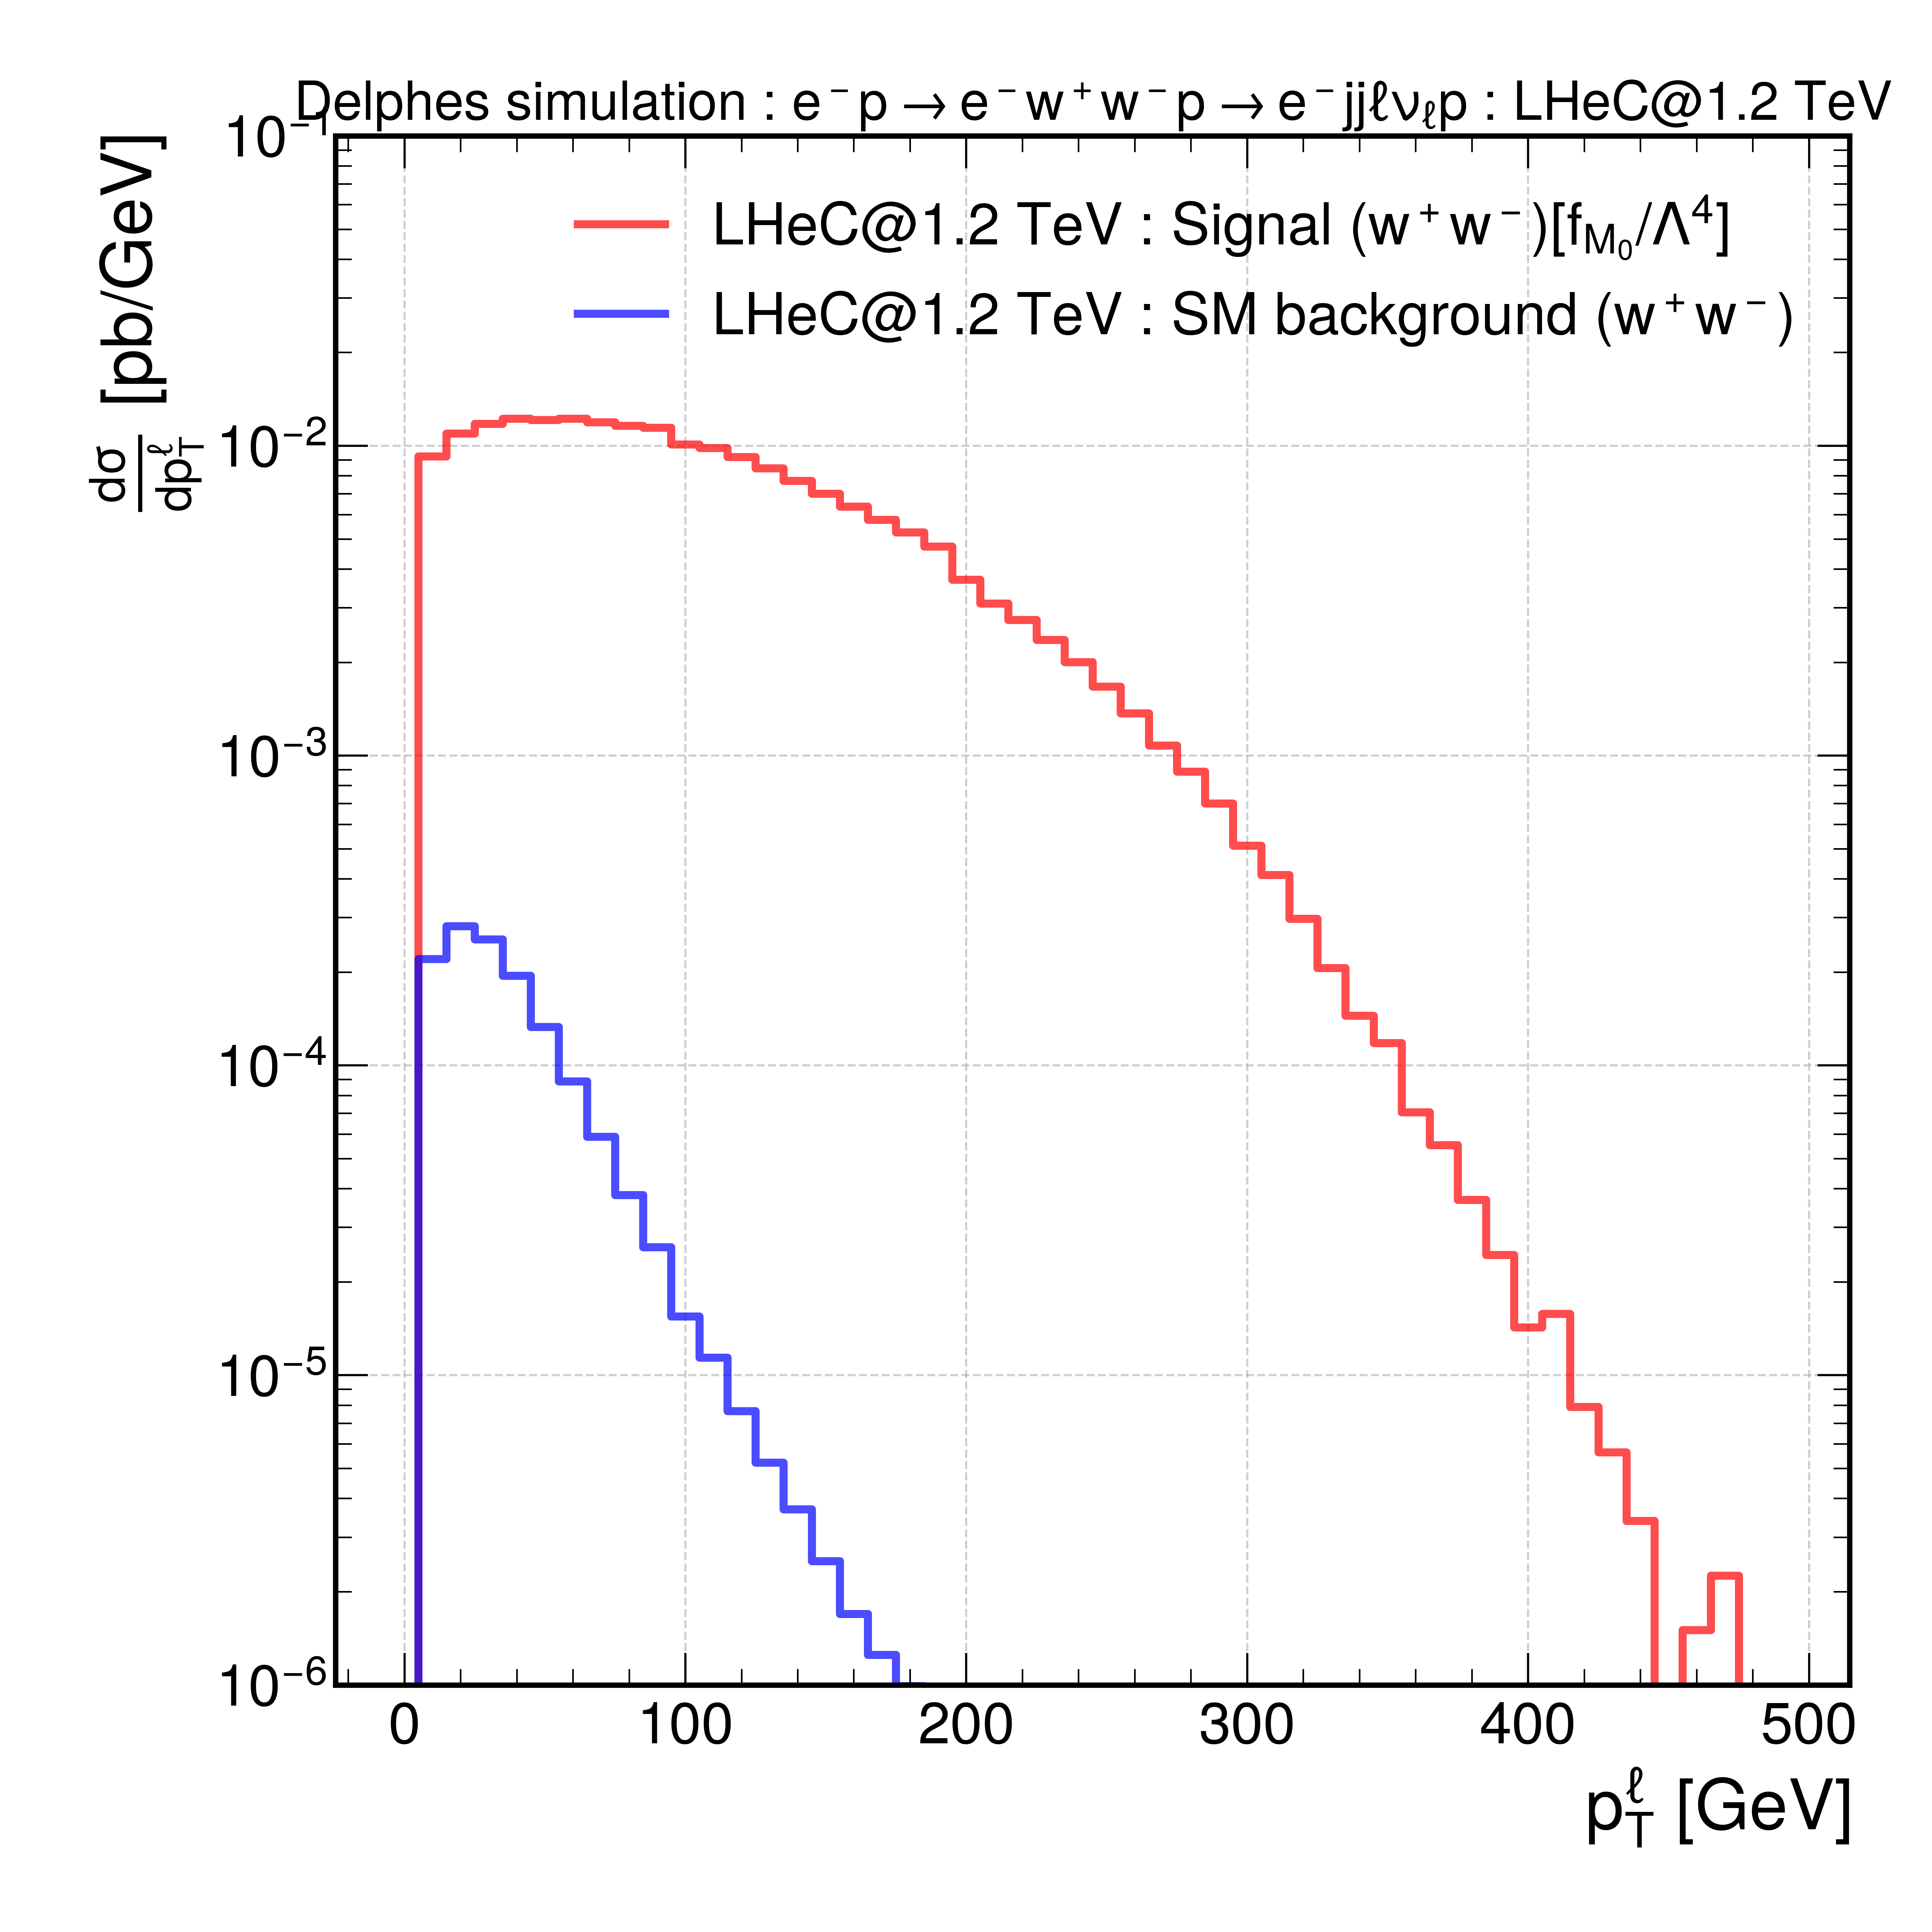 Delphes simulation : e⁻p → e⁻w⁺w⁻p → e⁻jjℓν_ℓp : LHeC@1.2 TeV
LHeC@1.2 TeV : Signal (w⁺w⁻)[f_{M₀}/Λ⁴]
LHeC@1.2 TeV : SM background (w⁺w⁻)
dσ/dp_T^ℓ [pb/GeV]
10⁻¹
10⁻²
10⁻³
10⁻⁴
10⁻⁵
10⁻⁶
0 100 200 300 400 500
p_T^ℓ [GeV]